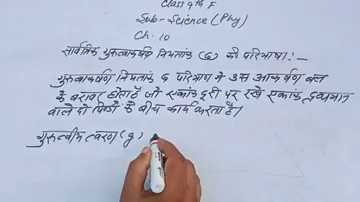 Class 9th F
Sub- Science (Phy)
Ch: 10
सार्वत्रिक गुरुत्वाकर्षण नियतांक (G) की परिभाषा:-
गुरुत्वाकर्षण नियतांक G परिमाण में उस आकर्षण बल
के बराबर होता है जो एकांक दूरी पर रखे एकांक द्रव्यमान
वाले दो पिण्डों के बीच कार्य करता है।
गुरुत्वीय त्वरण (g)